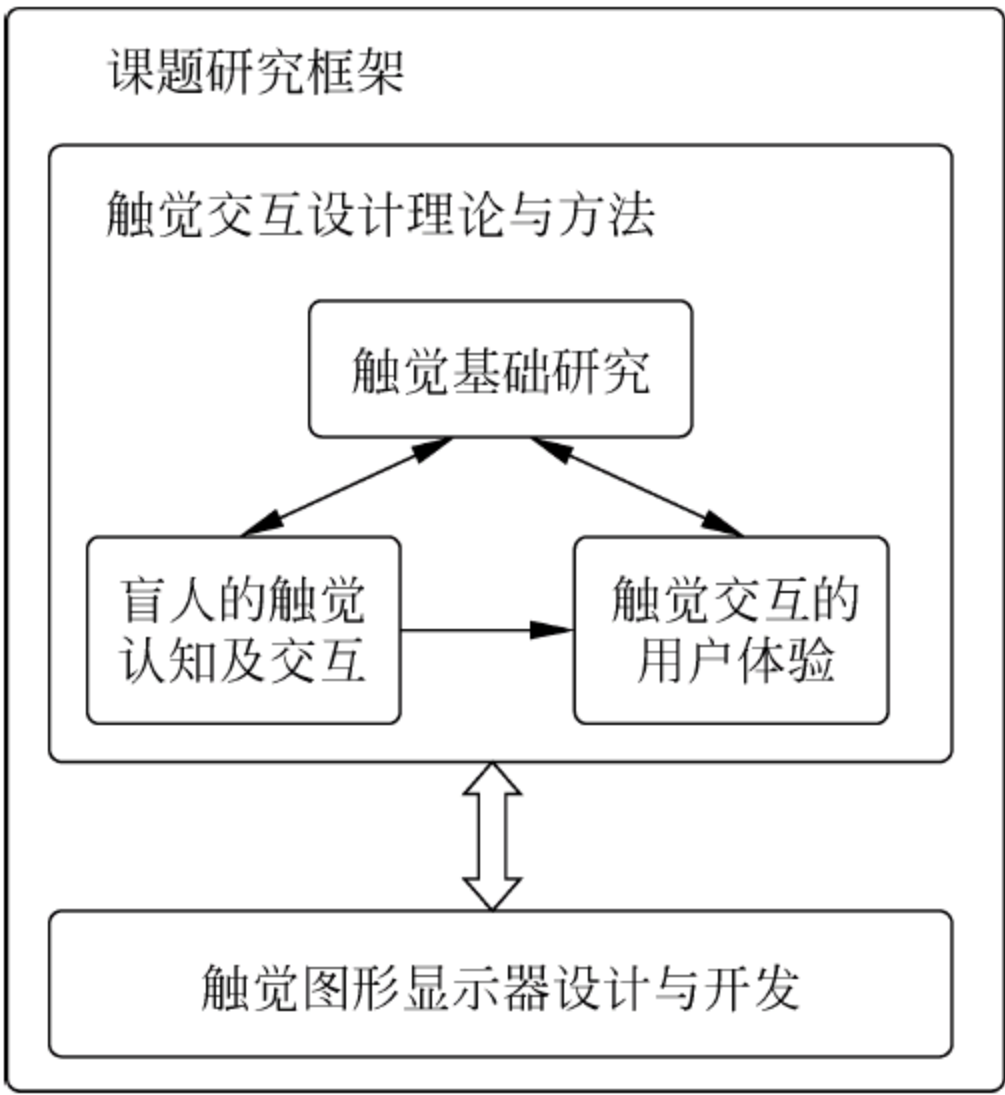 课题研究框架
触觉交互设计理论与方法
触觉基础研究
盲人的触觉
认知及交互
触觉交互的
用户体验
触觉图形显示器设计与开发